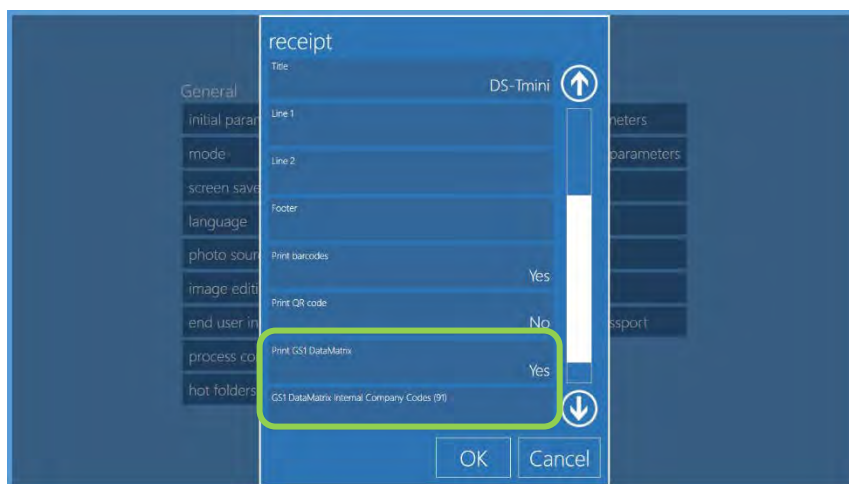 receipt
Title
DS-Tmini
Line 1
Line 2
Footer
Print barcodes
Yes
Print QR code
No
Print GS1 DataMatrix
Yes
GS1 DataMatrix Internal Company Codes (91)
OK
Cancel
General
initial paran
mode
screen save
language
photo sour
image editi
end user in
process co
hot folders
neters
parameters
ssport